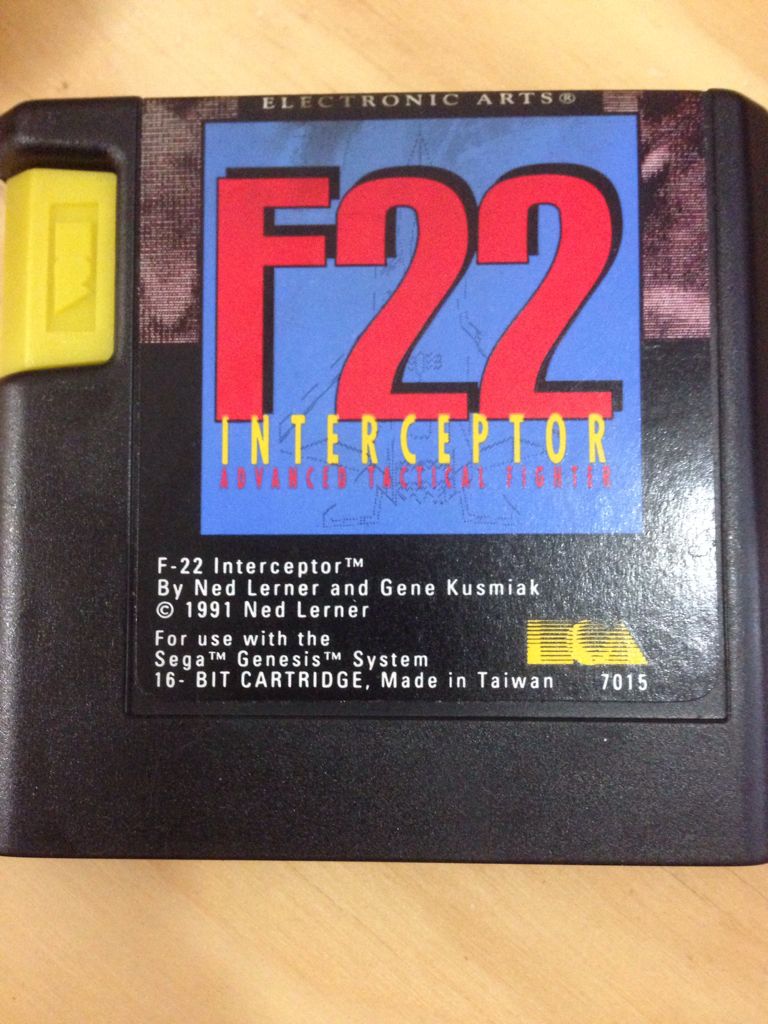 ELECTRONIC ARTS®
F22
INTERCEPTOR
ADVANCED TACTICAL FIGHTER
F-22 Interceptor™
By Ned Lerner and Gene Kusmiak
© 1991 Ned Lerner
For use with the
Sega™ Genesis™ System
16- BIT CARTRIDGE, Made in Taiwan 7015
EA